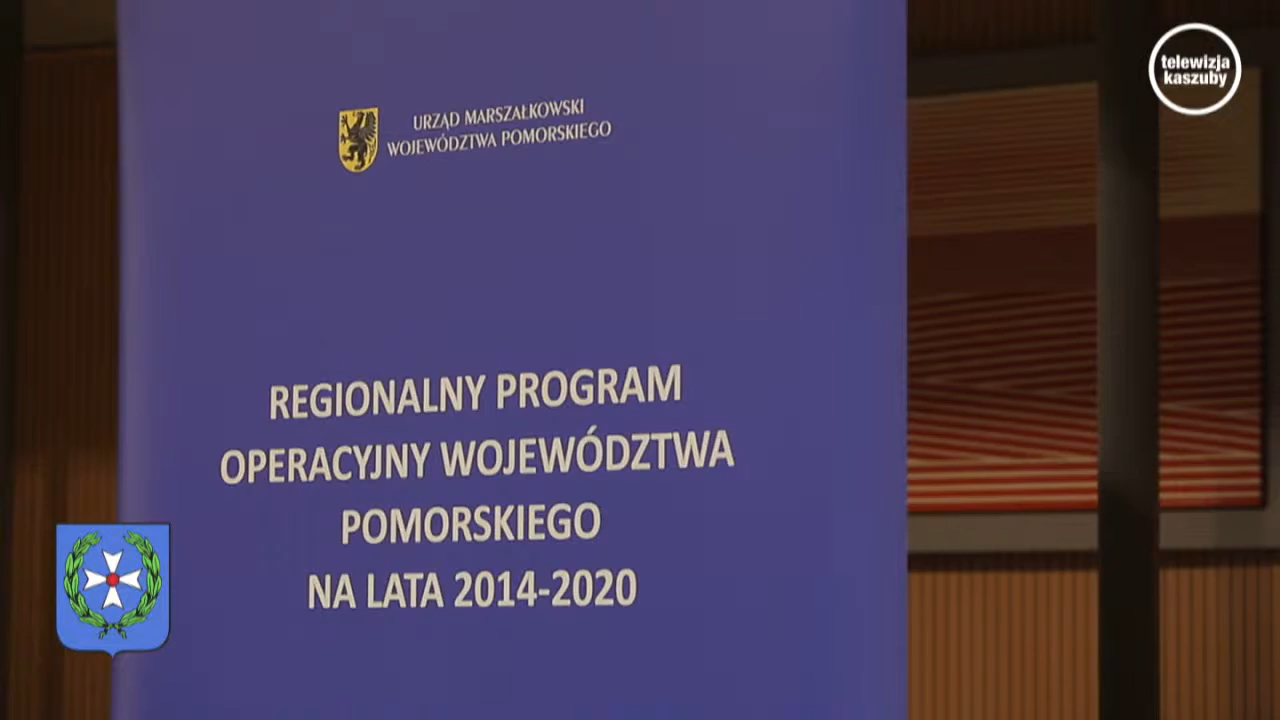 telewizja
kaszuby
URZĄD MARSZAŁKOWSKI
WOJEWÓDZTWA POMORSKIEGO
REGIONALNY PROGRAM
OPERACYJNY WOJEWÓDZTWA
POMORSKIEGO
NA LATA 2014-2020